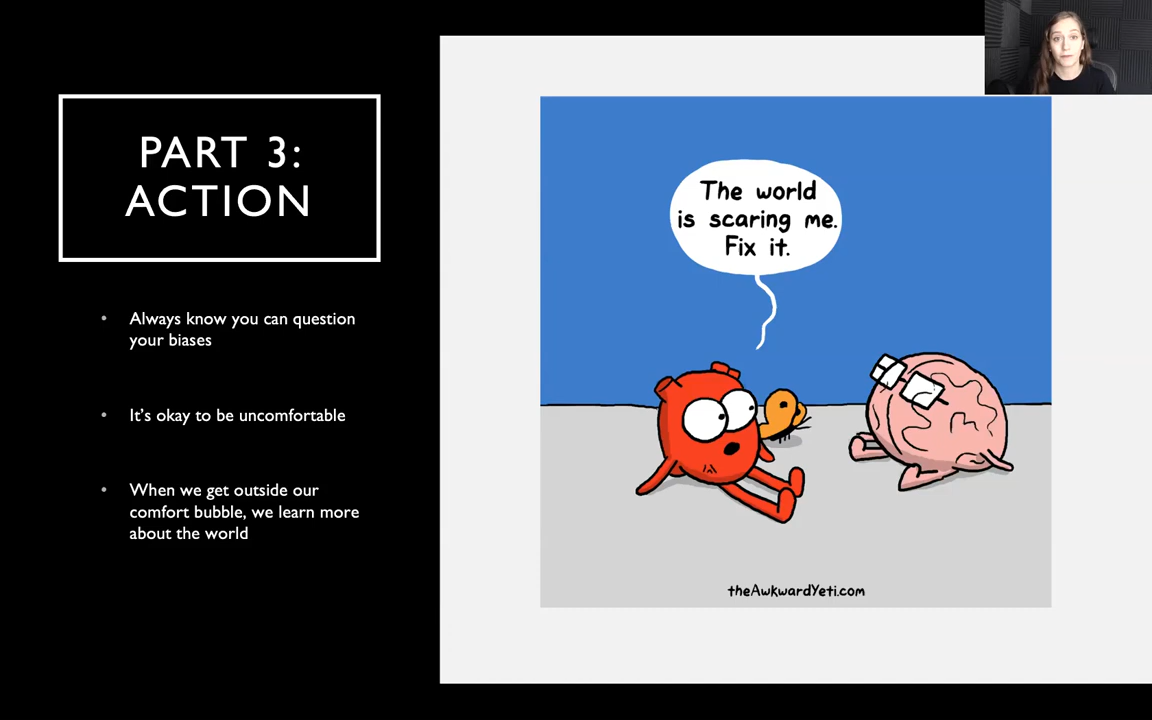 PART 3:
ACTION
• Always know you can question
your biases
• It's okay to be uncomfortable
• When we get outside our
comfort bubble, we learn more
about the world
The world
is scaring me.
Fix it.
theAwkwardYeti.com